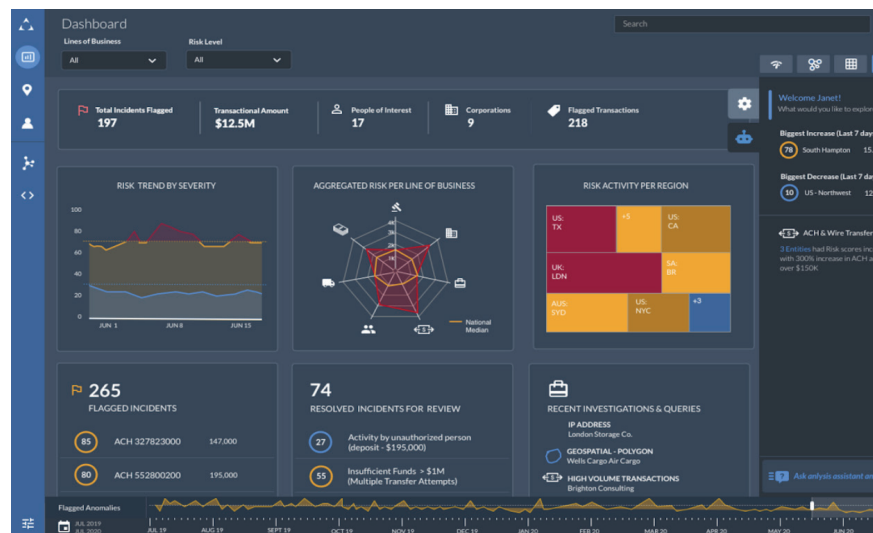 Dashboard
Search
Lines of Business
Risk Level
All
All
Total Incidents Flagged
197
Transactional Amount
$12.5M
People of Interest
17
Corporations
9
Flagged Transactions
218
Welcome Janet!
What would you like to explor
Biggest Increase (Last 7 day
78 South Hampton 15.
Biggest Decrease (Last 7 da
10 US - Northwest 12
ACH & Wire Transfer
3 Entities had Risk scores inc
with 300% increase in ACH a
over $150K
RISK TREND BY SEVERITY
100
80
60
40
20
0
JUN 1 JUN 8 JUN 15
AGGREGATED RISK PER LINE OF BUSINESS
National
Median
RISK ACTIVITY PER REGION
US:
TX
+5
US:
CA
UK:
LDN
SA:
BR
AUS:
SYD
US:
NYC
+3
265
FLAGGED INCIDENTS
85 ACH 327823000 147,000
80 ACH 552800200 195,000
74
RESOLVED INCIDENTS FOR REVIEW
27 Activity by unauthorized person
(deposit - $195,000)
55 Insufficient Funds > $1M
(Multiple Transfer Attempts)
RECENT INVESTIGATIONS & QUERIES
IP ADDRESS
London Storage Co.
GEOSPATIAL - POLYGON
Wells Cargo Air Cargo
HIGH VOLUME TRANSACTIONS
Brighton Consulting
Ask anlysis assistant an
Flagged Anomalies
JUL 2019
JUL 2020
JUL 19 AUG 19 SEPT 19 OCT 19 NOV 19 DEC 19 JAN 20 FEB 20 MAR 20 APR 20 MAY 20 JUN 20